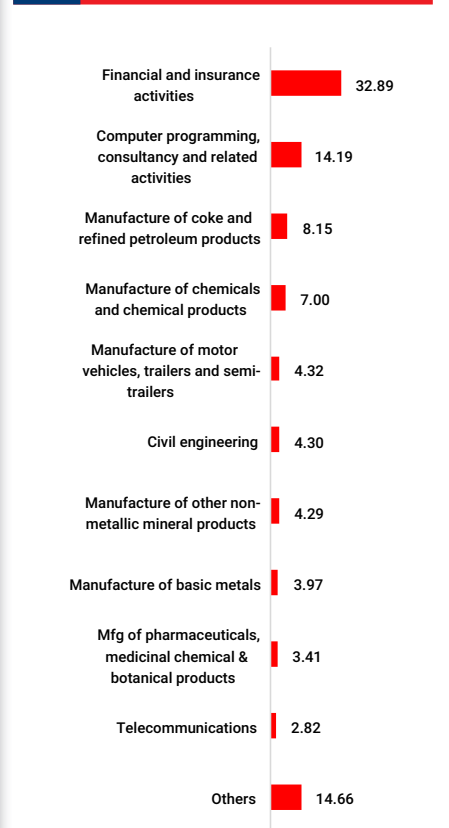 Financial and insurance
activities
32.89
Computer programming,
consultancy and related
activities
14.19
Manufacture of coke and
refined petroleum products
8.15
Manufacture of chemicals
and chemical products
7.00
Manufacture of motor
vehicles, trailers and semi-
trailers
4.32
Civil engineering
4.30
Manufacture of other non-
metallic mineral products
4.29
Manufacture of basic metals
3.97
Mfg of pharmaceuticals,
medicinal chemical &
botanical products
3.41
Telecommunications
2.82
Others
14.66